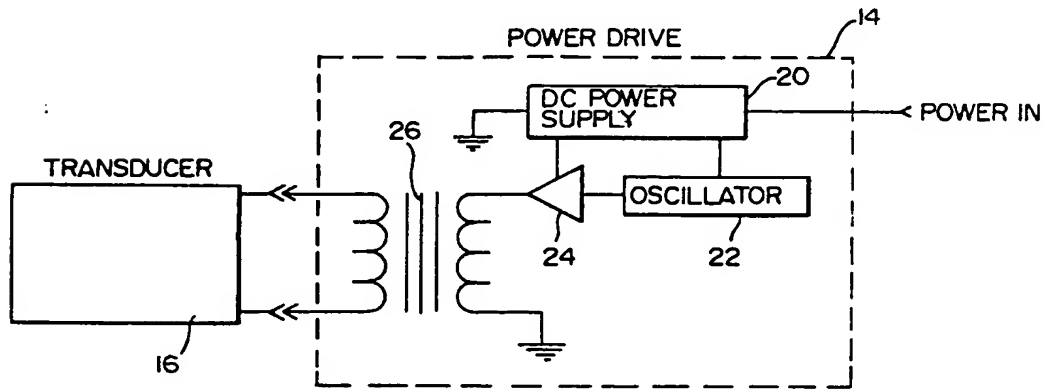 POWER DRIVE
14
20
DC POWER
SUPPLY
POWER IN
26
TRANSDUCER
OSCILLATOR
24
22
16